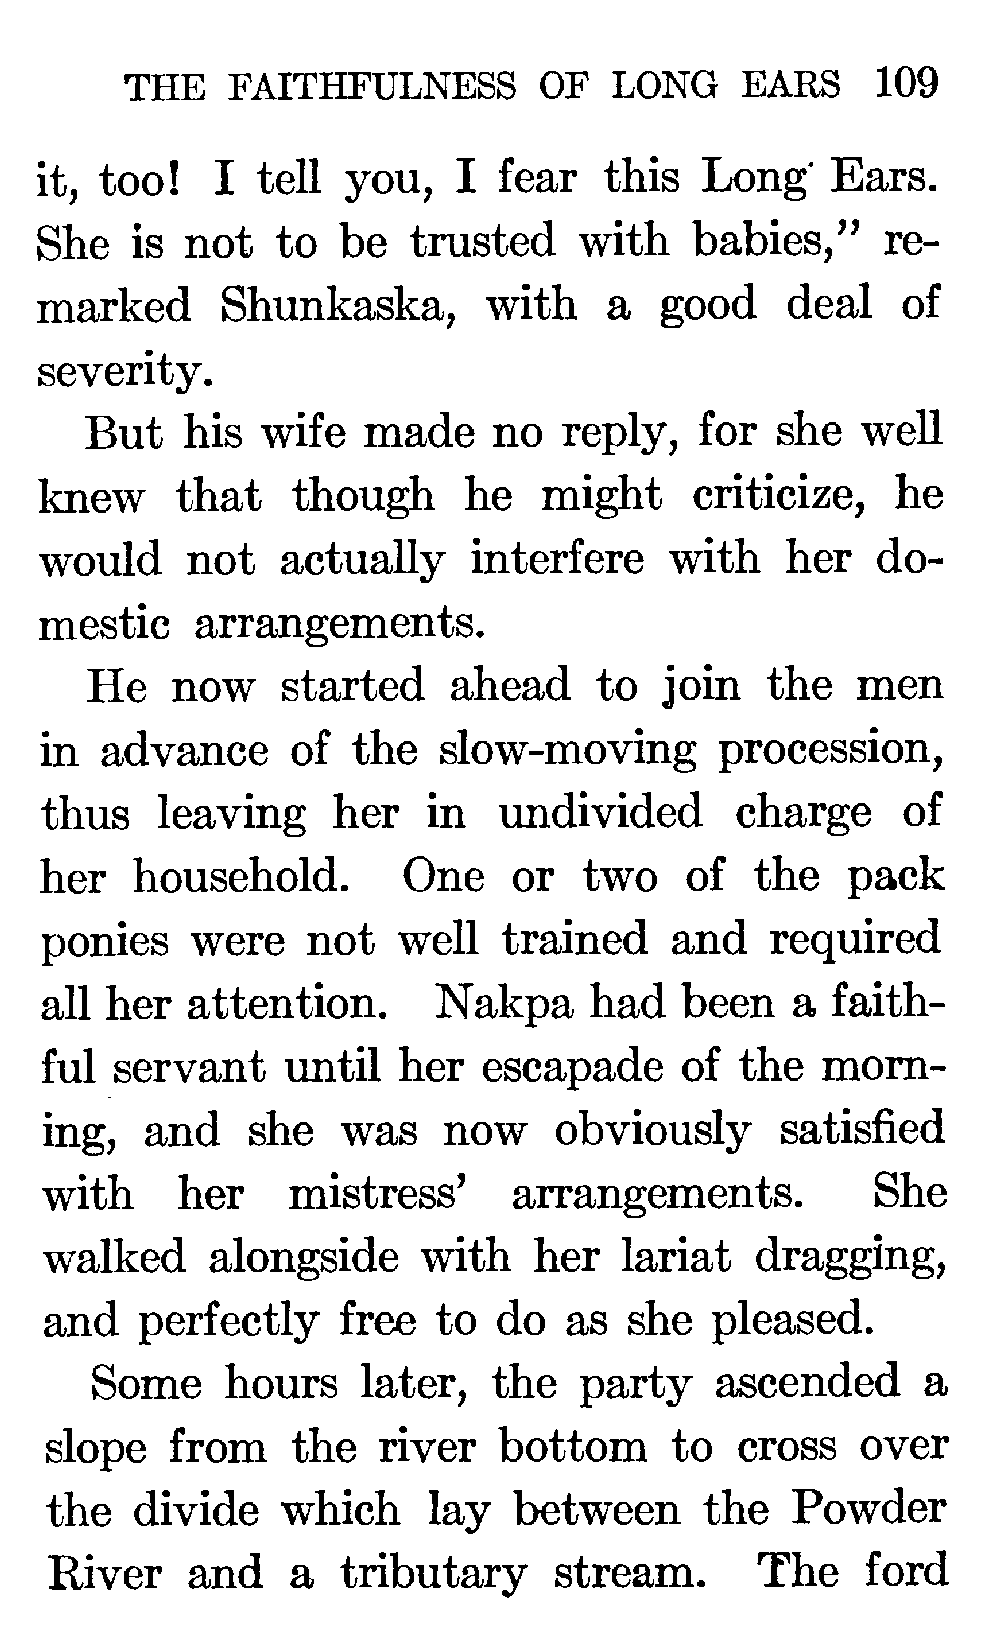 THE FAITHFULNESS OF LONG EARS 109
it, too! I tell you, I fear this Long Ears.
She is not to be trusted with babies,” re-
marked Shunkaska, with a good deal of
severity.
But his wife made no reply, for she well
knew that though he might criticize, he
would not actually interfere with her do-
mestic arrangements.
He now started ahead to join the men
in advance of the slow-moving procession,
thus leaving her in undivided charge of
her household. One or two of the pack
ponies were not well trained and required
all her attention. Nakpa had been a faith-
ful servant until her escapade of the morn-
ing, and she was now obviously satisfied
with her mistress’ arrangements. She
walked alongside with her lariat dragging,
and perfectly free to do as she pleased.
Some hours later, the party ascended a
slope from the river bottom to cross over
the divide which lay between the Powder
River and a tributary stream. The ford